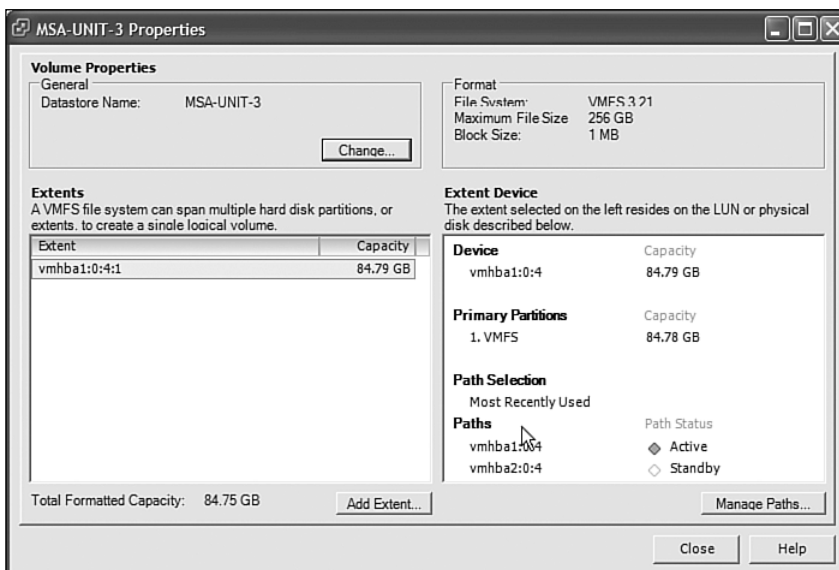 MSA-UNIT-3 Properties
Volume Properties
General
Datastore Name: MSA-UNIT-3
Change...
Format
File System: VMFS 3.21
Maximum File Size 256 GB
Block Size: 1 MB
Extents
A VMFS file system can span multiple hard disk partitions, or
extents, to create a single logical volume.
Extent Capacity
vmhba1:0:4:1 84.79 GB
Total Formatted Capacity: 84.75 GB
Add Extent...
Extent Device
The extent selected on the left resides on the LUN or physical
disk described below.
Device Capacity
vmhba1:0:4 84.79 GB
Primary Partitions Capacity
1. VMFS 84.78 GB
Path Selection
Most Recently Used
Paths Path Status
vmhba1:0:4 Active
vmhba2:0:4 Standby
Manage Paths...
Close Help